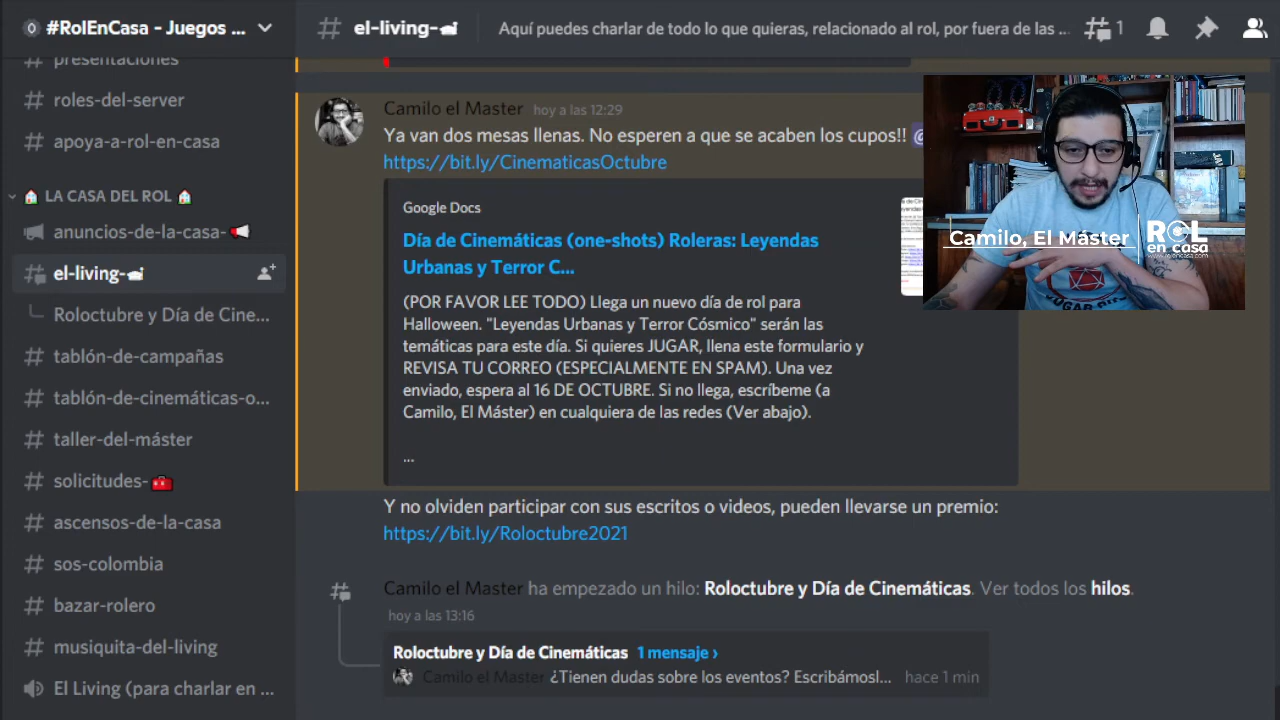 #RolEnCasa - Juegos ...
presentaciones
roles-del-server
apoya-a-rol-en-casa
LA CASA DEL ROL
anuncios-de-la-casa-
el-living-
Roloctubre y Día de Cine...
tablón-de-campañas
tablón-de-cinemáticas-o...
taller-del-máster
solicitudes-
ascensos-de-la-casa
sos-colombia
bazar-rolero
musiquita-del-living
El Living (para charlar en ...
el-living-
Aquí puedes charlar de todo lo que quieras, relacionado al rol, por fuera de las ...
1
Camilo el Master hoy a las 12:29
Ya van dos mesas llenas. No esperen a que se acaben los cupos!! @
https://bit.ly/CinematicasOctubre
Google Docs
Día de Cinemáticas (one-shots) Roleras: Leyendas
Urbanas y Terror C...
(POR FAVOR LEE TODO) Llega un nuevo día de rol para
Halloween. "Leyendas Urbanas y Terror Cósmico" serán las
temáticas para este día. Si quieres JUGAR, llena este formulario y
REVISA TU CORREO (ESPECIALMENTE EN SPAM). Una vez
enviado, espera al 16 DE OCTUBRE. Si no llega, escríbeme (a
Camilo, El Máster) en cualquiera de las redes (Ver abajo).
...
Y no olviden participar con sus escritos o videos, pueden llevarse un premio:
https://bit.ly/Roloctubre2021
Camilo el Master ha empezado un hilo: Roloctubre y Día de Cinemáticas. Ver todos los hilos.
hoy a las 13:16
Roloctubre y Día de Cinemáticas 1 mensaje ›
Camilo el Master ¿Tienen dudas sobre los eventos? Escribámosl... hace 1 min
Camilo, El Máster
ROL
en casa
www.rolencasa.com